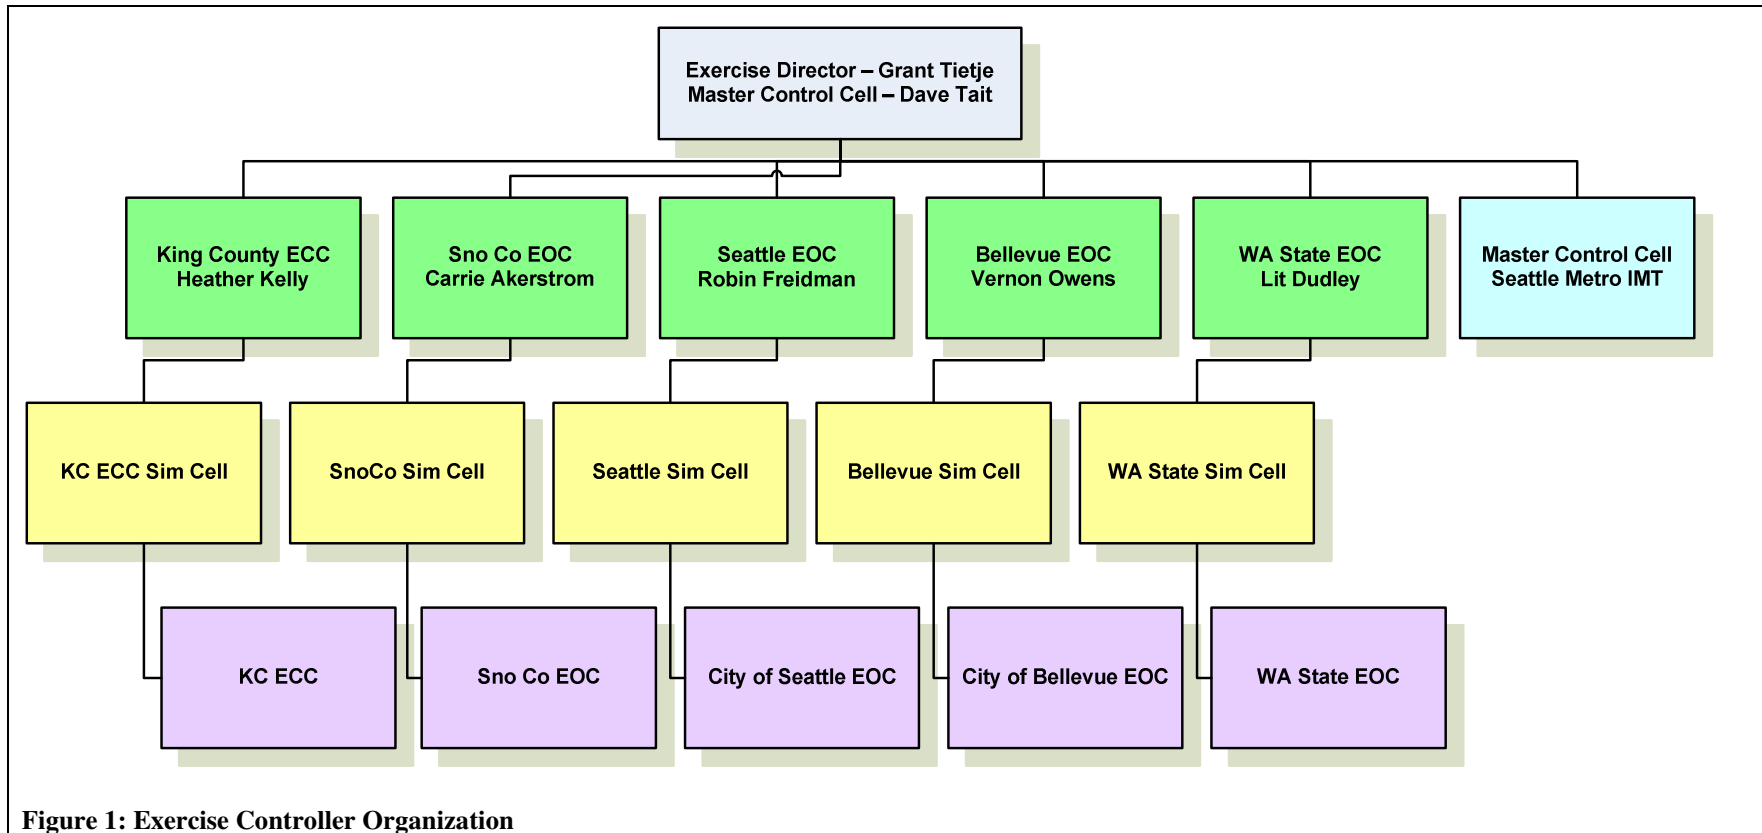 Exercise Director – Grant Tietje
Master Control Cell – Dave Tait
King County ECC
Heather Kelly
Sno Co EOC
Carrie Akerstrom
Seattle EOC
Robin Freidman
Bellevue EOC
Vernon Owens
WA State EOC
Lit Dudley
Master Control Cell
Seattle Metro IMT
KC ECC Sim Cell
SnoCo Sim Cell
Seattle Sim Cell
Bellevue Sim Cell
WA State Sim Cell
KC ECC
Sno Co EOC
City of Seattle EOC
City of Bellevue EOC
WA State EOC
Figure 1: Exercise Controller Organization